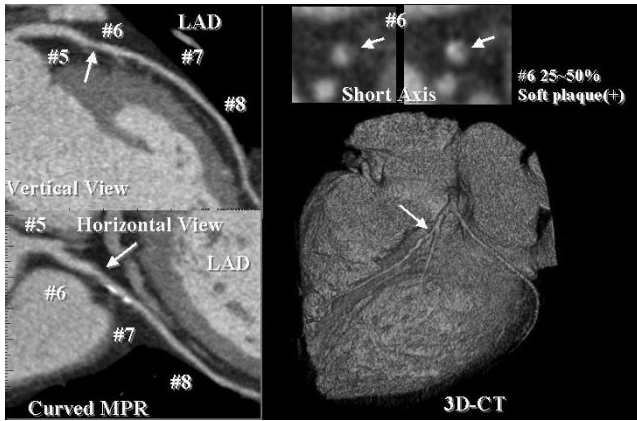 LAD
#6
#5
#7
#8
Vertical View
#6
Short Axis
#6 25~50%
Soft plaque(+)
#5
Horizontal View
LAD
#6
#7
#8
Curved MPR
3D-CT